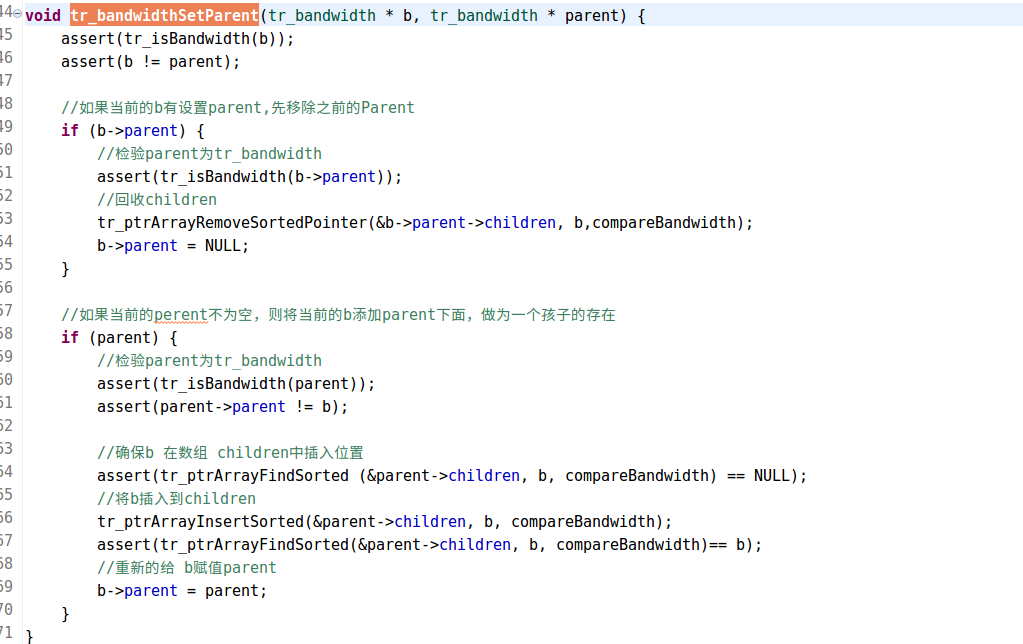 44 void tr_bandwidthSetParent(tr_bandwidth * b, tr_bandwidth * parent) {
45 assert(tr_isBandwidth(b));
46 assert(b != parent);
47
48 //如果当前的b有设置parent,先移除之前的Parent
49 if (b->parent) {
50 //检验parent为tr_bandwidth
51 assert(tr_isBandwidth(b->parent));
52 //回收children
53 tr_ptrArrayRemoveSortedPointer(&b->parent->children, b,compareBandwidth);
54 b->parent = NULL;
55 }
56
57 //如果当前的perent不为空，则将当前的b添加parent下面，做为一个孩子的存在
58 if (parent) {
59 //检验parent为tr_bandwidth
60 assert(tr_isBandwidth(parent));
61 assert(parent->parent != b);
62
63 //确保b 在数组 children中插入位置
64 assert(tr_ptrArrayFindSorted (&parent->children, b, compareBandwidth) == NULL);
65 //将b插入到children
66 tr_ptrArrayInsertSorted(&parent->children, b, compareBandwidth);
67 assert(tr_ptrArrayFindSorted(&parent->children, b, compareBandwidth)== b);
68 //重新的给 b赋值parent
69 b->parent = parent;
70 }
71 }